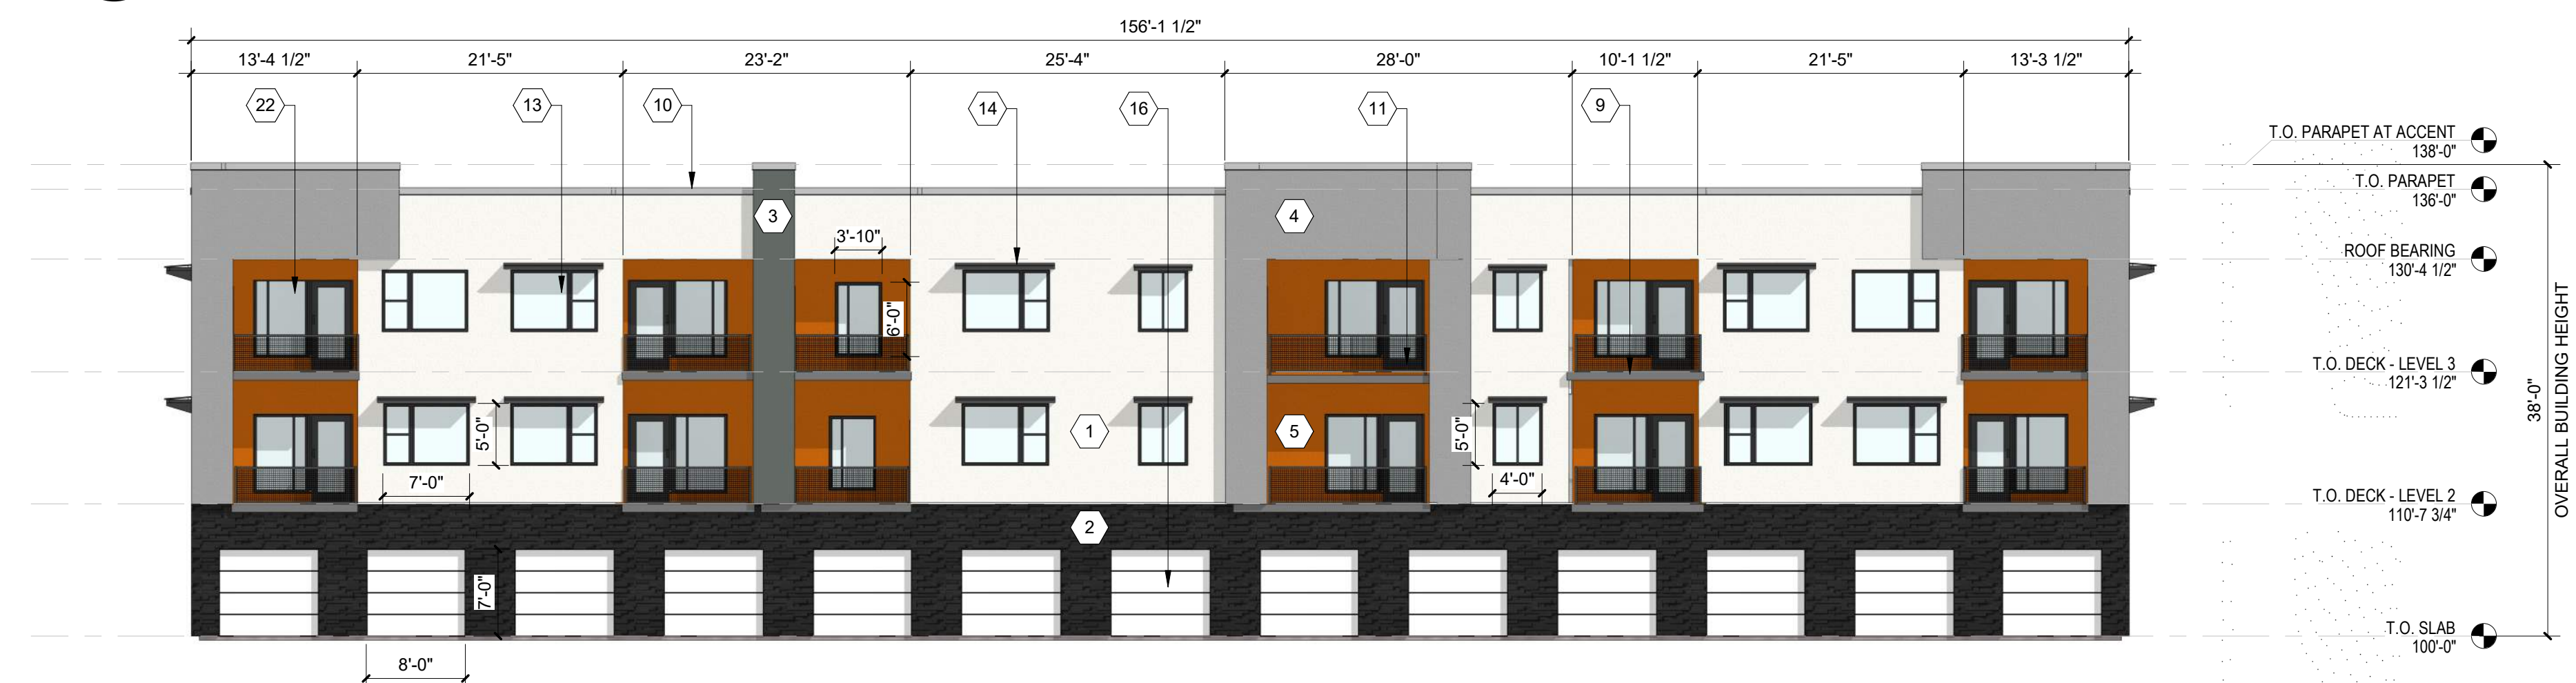 156'-1 1/2"
13'-4 1/2" 21'-5" 23'-2" 25'-4" 28'-0" 10'-1 1/2" 21'-5" 13'-3 1/2"
22 13 10 14 16 11 9
T.O. PARAPET AT ACCENT
138'-0"
T.O. PARAPET
136'-0"
3 4
3'-10"
ROOF BEARING
130'-4 1/2"
6'-0"
T.O. DECK - LEVEL 3
121'-3 1/2"
38'-0"
OVERALL BUILDING HEIGHT
5'-0" 1 5 5'-0"
7'-0" 4'-0"
T.O. DECK - LEVEL 2
110'-7 3/4"
2
7'-0"
T.O. SLAB
100'-0"
8'-0"